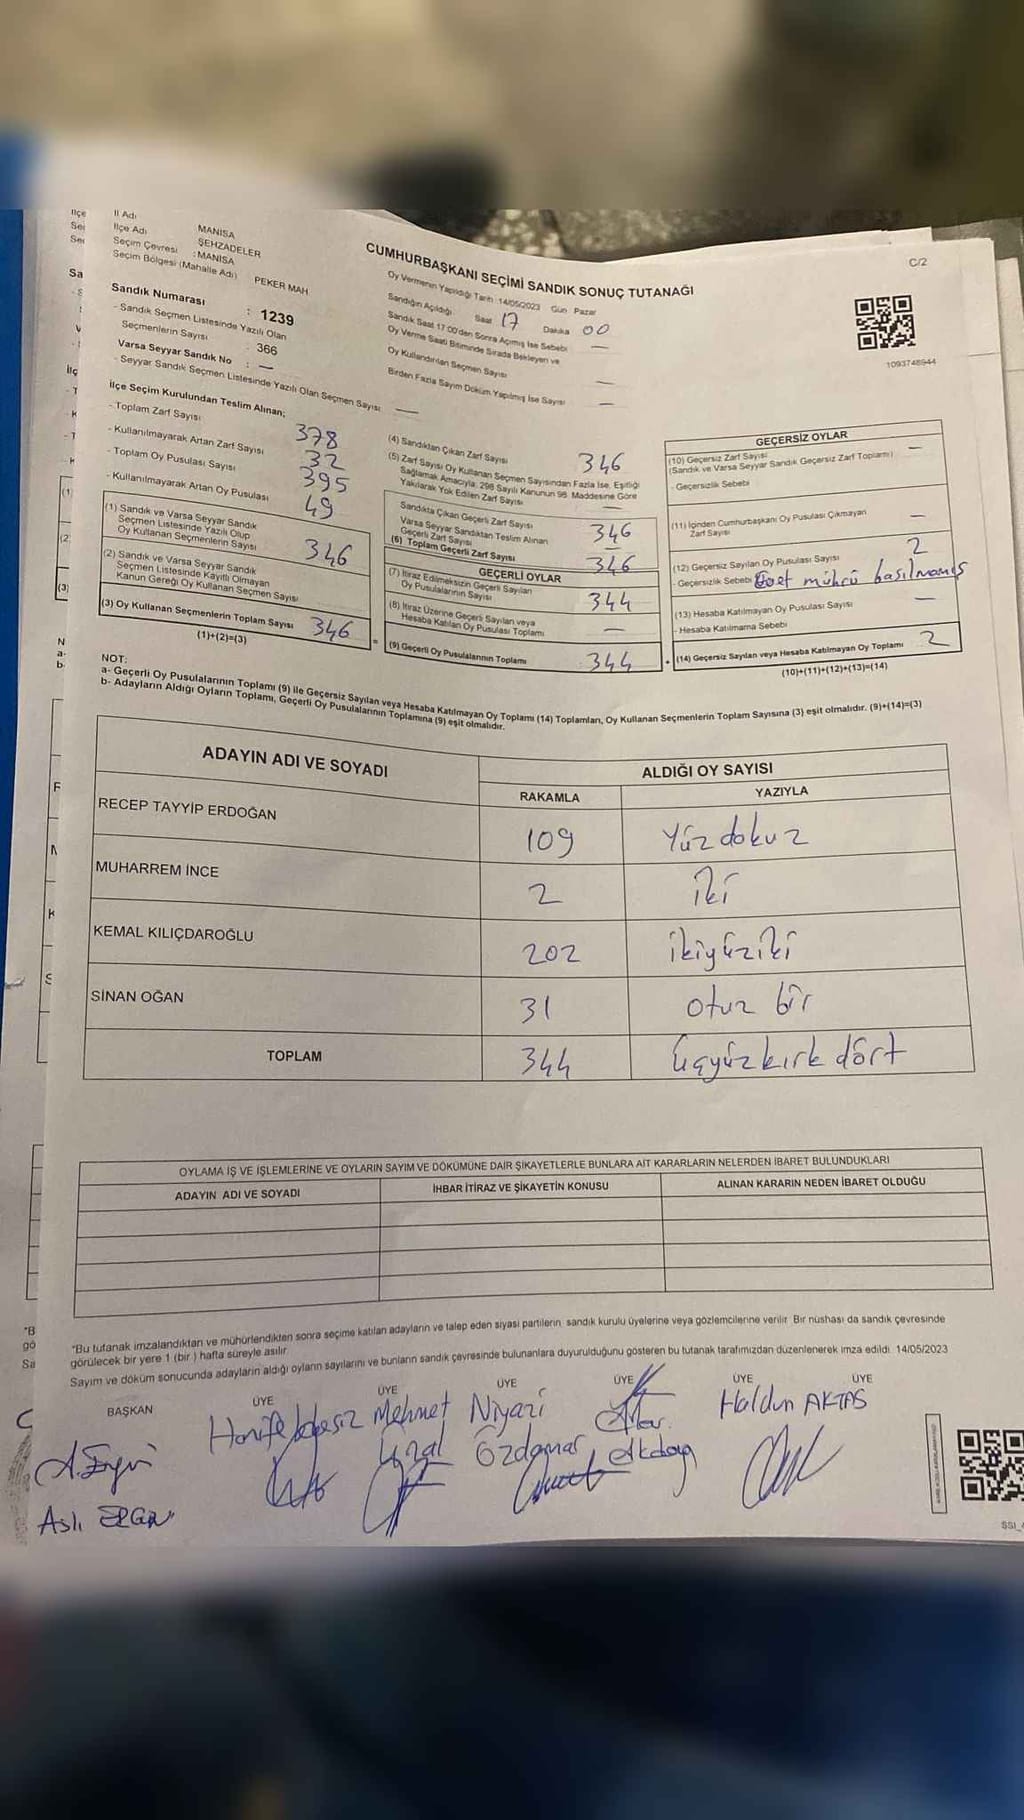 İl Adı
MANİSA
İlçe Adı
ŞEHZADELER
Seçim Çevresi : MANİSA
Seçim Bölgesi (Mahalle Adı) PEKER MAH
Sandık Numarası : 1239
- Sandık Seçmen Listesinde Yazılı Olan
Seçmenlerin Sayısı : 366
Varsa Seyyar Sandık No : —
- Seyyar Sandık Seçmen Listesinde Yazılı Olan Seçmen Sayısı —
CUMHURBAŞKANI SEÇİMİ SANDIK SONUÇ TUTANAĞI
C/2
Oy Vermenin Yapıldığı Tarih :14/05/2023 Gün : Pazar
Sandığın Açıldığı Saat 17 Dakika 00
Sandık Saat 17:00'den Sonra Açılmış İse Sebebi —
Oy Verme Saati Bitiminde Sırada Bekleyen ve
Oy Kullandırılan Seçmen Sayısı —
Birden Fazla Sayım Döküm Yapılmış İse Sayısı —
1093748944
İlçe Seçim Kurulundan Teslim Alınan;
- Toplam Zarf Sayısı 378
- Kullanılmayarak Artan Zarf Sayısı 32
- Toplam Oy Pusulası Sayısı 395
- Kullanılmayarak Artan Oy Pusulası 49
(1) Sandık ve Varsa Seyyar Sandık
Seçmen Listesinde Yazılı Olup
Oy Kullanan Seçmenlerin Sayısı 346
(2) Sandık ve Varsa Seyyar Sandık
Seçmen Listesinde Kayıtlı Olmayan
Kanun Gereği Oy Kullanan Seçmen Sayısı
(3) Oy Kullanan Seçmenlerin Toplam Sayısı 346
(1)+(2)=(3)
(4) Sandıktan Çıkan Zarf Sayısı 346
(5) Zarf Sayısı Oy Kullanan Seçmen Sayısından Fazla İse, Eşitliği
Sağlamak Amacıyla; 298 Sayılı Kanunun 98. Maddesine Göre
Yakılarak Yok Edilen Zarf Sayısı —
Sandıkta Çıkan Geçerli Zarf Sayısı 346
Varsa Seyyar Sandıktan Teslim Alınan
Geçerli Zarf Sayısı —
(6) Toplam Geçerli Zarf Sayısı 346
GEÇERLİ OYLAR
(7) İtiraz Edilmeksizin Geçerli Sayılan
Oy Pusulalarının Sayısı 344
(8) İtiraz Üzerine Geçerli Sayılan veya
Hesaba Katılan Oy Pusulası Toplamı —
= (9) Geçerli Oy Pusulalarının Toplamı 344
GEÇERSİZ OYLAR
(10) Geçersiz Zarf Sayısı —
(Sandık ve Varsa Seyyar Sandık Geçersiz Zarf Toplamı)
- Geçersizlik Sebebi
(11) İçinden Cumhurbaşkanı Oy Pusulası Çıkmayan
Zarf Sayısı —
(12) Geçersiz Sayılan Oy Pusulası Sayısı 2
- Geçersizlik Sebebi Evet mührü basılmamış
(13) Hesaba Katılmayan Oy Pusulası Sayısı —
- Hesaba Katılmama Sebebi
+ (14) Geçersiz Sayılan veya Hesaba Katılmayan Oy Toplamı 2
(10)+(11)+(12)+(13)=(14)
NOT:
a- Geçerli Oy Pusulalarının Toplamı (9) ile Geçersiz Sayılan veya Hesaba Katılmayan Oy Toplamı (14) Toplamları, Oy Kullanan Seçmenlerin Toplam Sayısına (3) eşit olmalıdır. (9)+(14)=(3)
b- Adayların Aldığı Oyların Toplamı, Geçerli Oy Pusulalarının Toplamına (9) eşit olmalıdır.
ADAYIN ADI VE SOYADI
ALDIĞI OY SAYISI
RAKAMLA YAZIYLA
RECEP TAYYİP ERDOĞAN 109 Yüzdokuz
MUHARREM İNCE 2 iki
KEMAL KILIÇDAROĞLU 202 ikiyüziki
SİNAN OĞAN 31 otuz bir
TOPLAM 344 üçyüzkırk dört
OYLAMA İŞ VE İŞLEMLERİNE VE OYLARIN SAYIM VE DÖKÜMÜNE DAİR ŞİKAYETLERLE BUNLARA AİT KARARLARIN NELERDEN İBARET BULUNDUKLARI
ADAYIN ADI VE SOYADI İHBAR İTİRAZ VE ŞİKAYETİN KONUSU ALINAN KARARIN NEDEN İBARET OLDUĞU
*Bu tutanak imzalandıktan ve mühürlendikten sonra seçime katılan adayların ve talep eden siyasi partilerin sandık kurulu üyelerine veya gözlemcilerine verilir. Bir nüshası da sandık çevresinde
görülecek bir yere 1 (bir ) hafta süreyle asılır.
Sayım ve döküm sonucunda adayların aldığı oyların sayılarını ve bunların sandık çevresinde bulunanlara duyurulduğunu gösteren bu tutanak tarafımızdan düzenlenerek imza edildi. 14/05/2023
BAŞKAN ÜYE ÜYE ÜYE ÜYE ÜYE ÜYE
Mehmet Niyazi Haldun AKTAŞ
Ünal Özdamar Akdağ
Aslı ERGİN